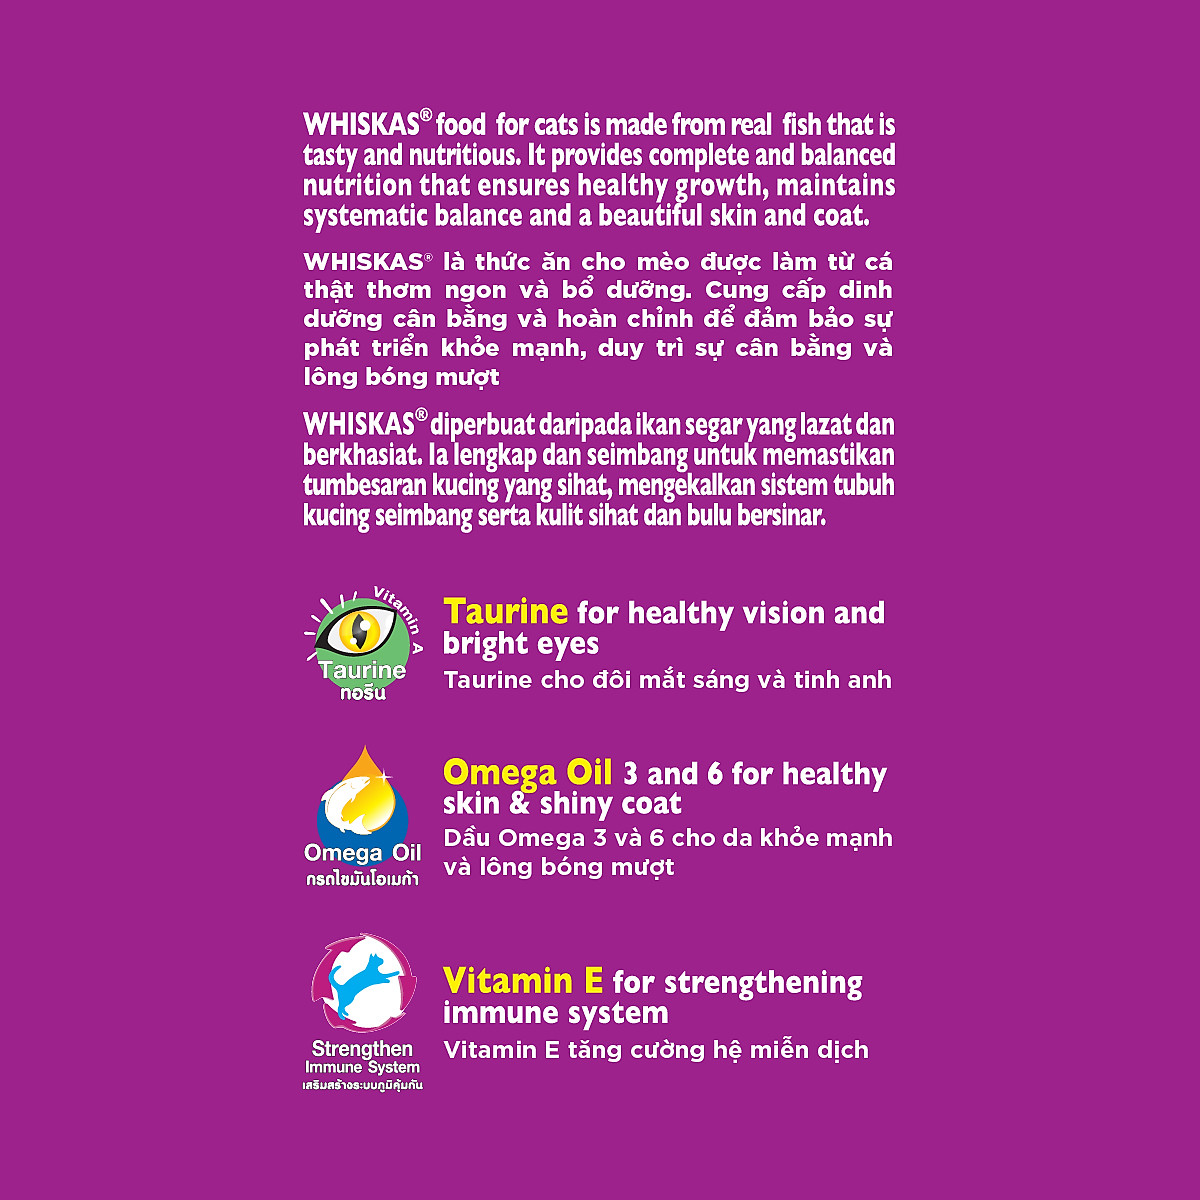 WHISKAS® food for cats is made from real fish that is
tasty and nutritious. It provides complete and balanced
nutrition that ensures healthy growth, maintains
systematic balance and a beautiful skin and coat.
WHISKAS® là thức ăn cho mèo được làm từ cá
thật thơm ngon và bổ dưỡng. Cung cấp dinh
dưỡng cân bằng và hoàn chỉnh để đảm bảo sự
phát triển khỏe mạnh, duy trì sự cân bằng và
lông bóng mượt
WHISKAS® diperbuat daripada ikan segar yang lazat dan
berkhasiat. Ia lengkap dan seimbang untuk memastikan
tumbesaran kucing yang sihat, mengekalkan sistem tubuh
kucing seimbang serta kulit sihat dan bulu bersinar.
Vitamin A
Taurine
ทอรีน
Taurine for healthy vision and
bright eyes
Taurine cho đôi mắt sáng và tinh anh
Omega Oil
กรดไขมันโอเมก้า
Omega Oil 3 and 6 for healthy
skin & shiny coat
Dầu Omega 3 và 6 cho da khỏe mạnh
và lông bóng mượt
Strengthen
Immune System
เสริมสร้างระบบภูมิคุ้มกัน
Vitamin E for strengthening
immune system
Vitamin E tăng cường hệ miễn dịch